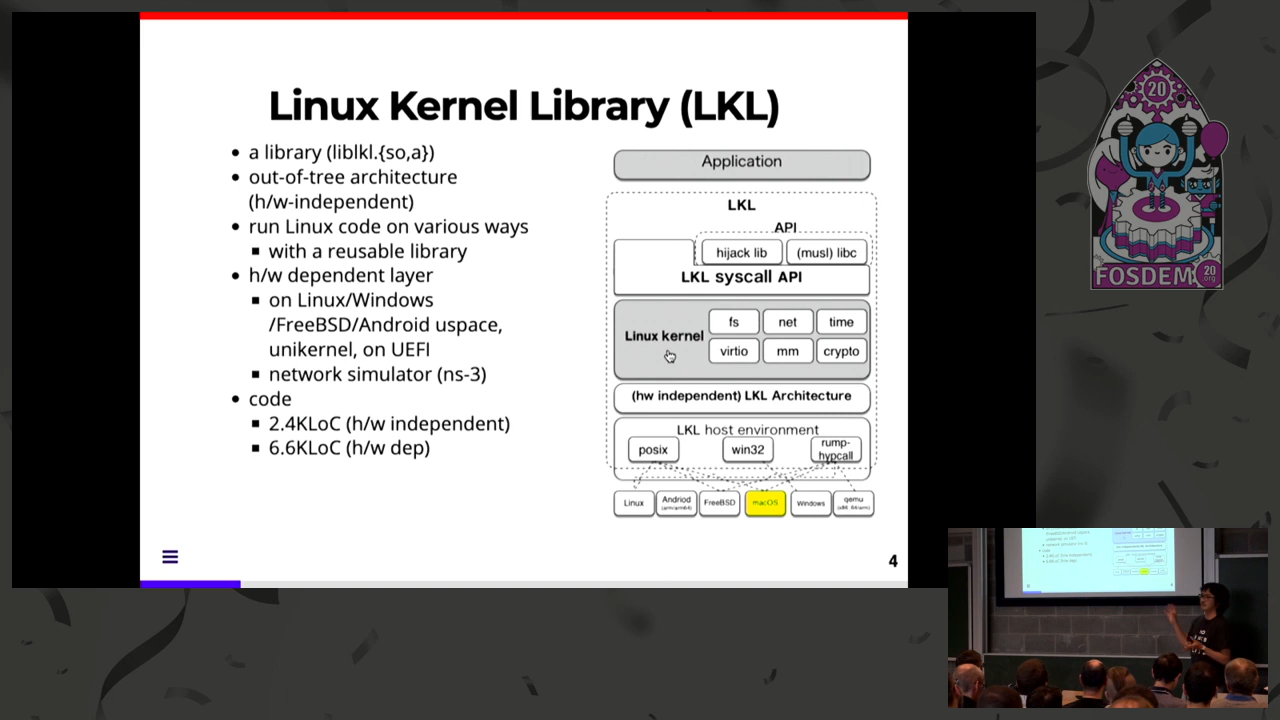 Linux Kernel Library (LKL)
a library (liblkl.{so,a})
out-of-tree architecture
(h/w-independent)
run Linux code on various ways
with a reusable library
h/w dependent layer
on Linux/Windows
/FreeBSD/Android uspace,
unikernel, on UEFI
network simulator (ns-3)
code
2.4KLoC (h/w independent)
6.6KLoC (h/w dep)
Application
LKL
API
hijack lib
(musl) libc
LKL syscall API
Linux kernel
fs
net
time
virtio
mm
crypto
(hw independent) LKL Architecture
LKL host environment
posix
win32
rump-
hypcall
Linux
Andriod
(arm/arm64)
FreeBSD
macOS
Windows
qemu
4
20
FOSDEM
20
.org